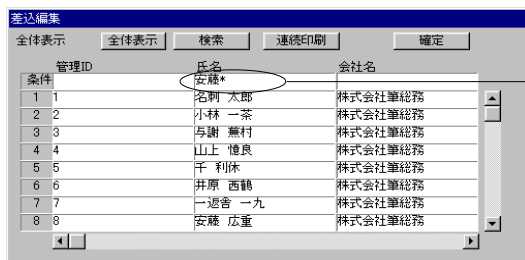 差込編集
全体表示 全体表示 検索 連続印刷 確定
管理ID 氏名 会社名
条件 安藤*
1 1 名刺 太郎 株式会社筆総務
2 2 小林 一茶 株式会社筆総務
3 3 与謝 蕪村 株式会社筆総務
4 4 山上 憶良 株式会社筆総務
5 5 千 利休 株式会社筆総務
6 6 井原 西鶴 株式会社筆総務
7 7 一返舎 一九 株式会社筆総務
8 8 安藤 広重 株式会社筆総務